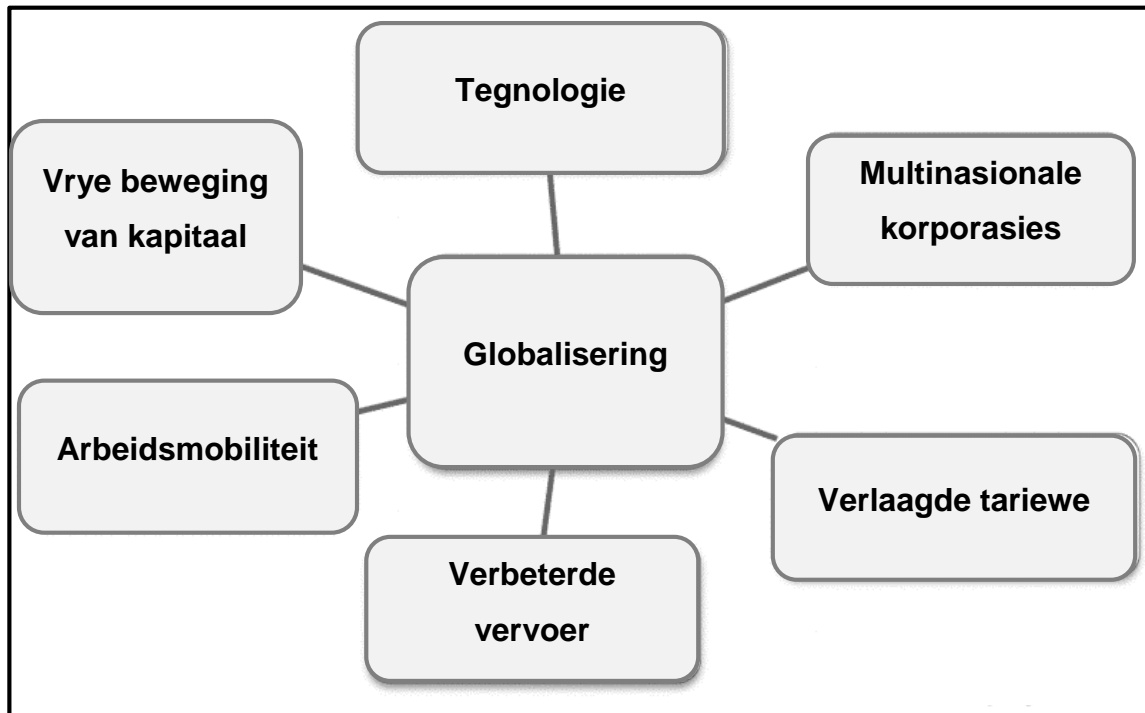 Tegnologie
Vrye beweging
van kapitaal
Multinasionale
korporasies
Globalisering
Arbeidsmobiliteit
Verlaagde tariewe
Verbeterde
vervoer